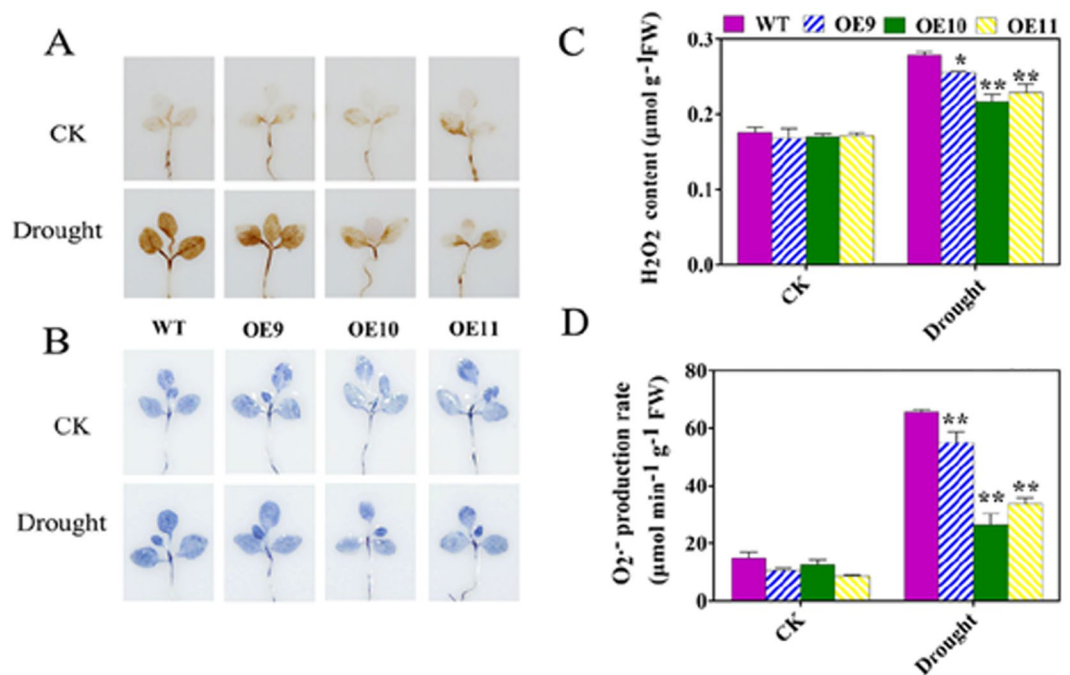 A
CK
Drought
WT OE9 OE10 OE11
B
CK
Drought
C
WT OE9 OE10 OE11
H2O2 content (μmol g-1FW)
0.3
0.2
0.1
0.0
*
**
**
CK
Drought
D
O2·- production rate
(μmol min-1 g-1 FW)
80
60
40
20
0
**
**
**
CK
Drought